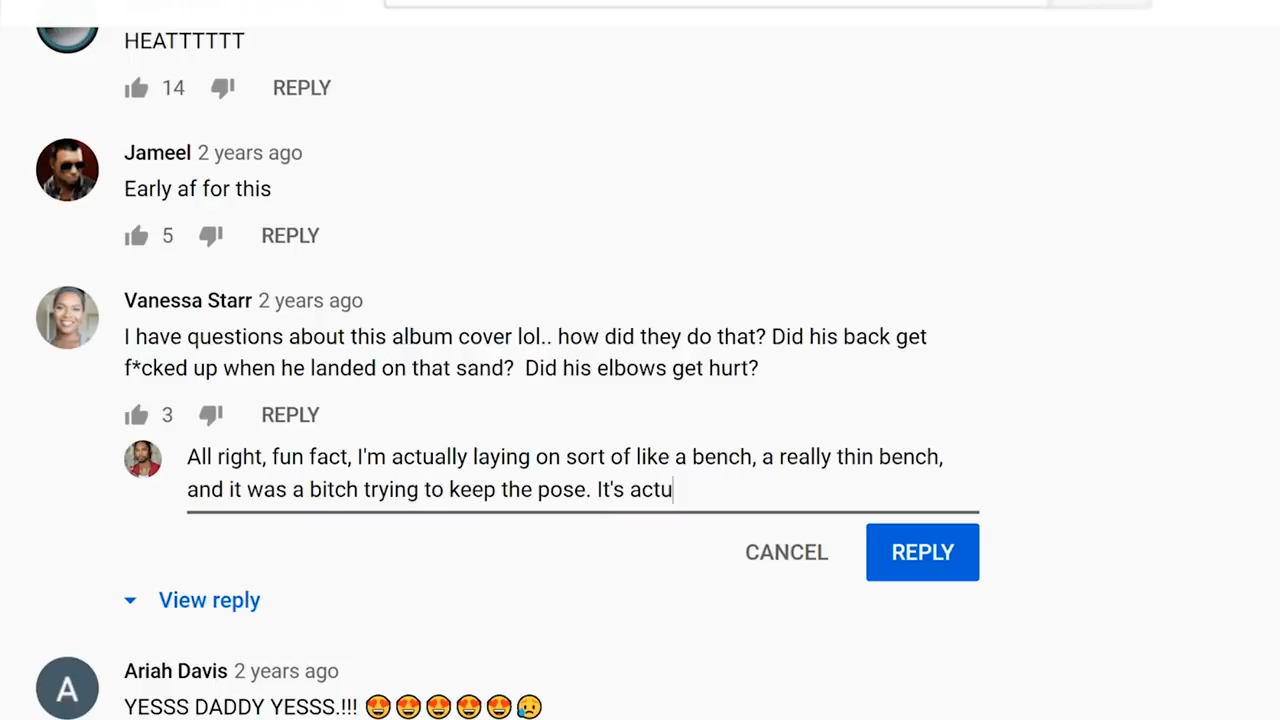 HEATTTTTT
14 REPLY
Jameel 2 years ago
Early af for this
5 REPLY
Vanessa Starr 2 years ago
I have questions about this album cover lol.. how did they do that? Did his back get
f*cked up when he landed on that sand?  Did his elbows get hurt?
3 REPLY
All right, fun fact, I'm actually laying on sort of like a bench, a really thin bench,
and it was a bitch trying to keep the pose. It's actu
CANCEL REPLY
View reply
A
Ariah Davis 2 years ago
YESSS DADDY YESSS.!!! 😍😍😍😍😍😥